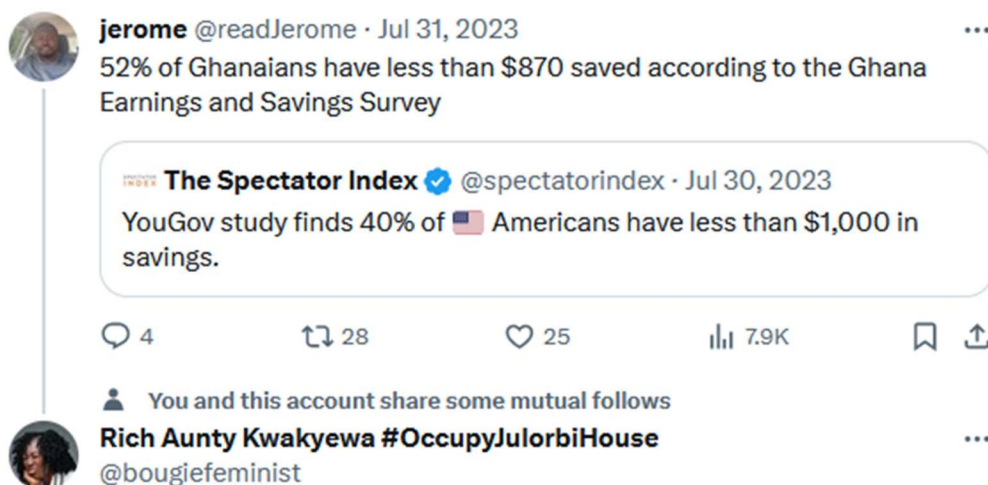 jerome @readJerome · Jul 31, 2023
52% of Ghanaians have less than $870 saved according to the Ghana
Earnings and Savings Survey
The Spectator Index @spectatorindex · Jul 30, 2023
YouGov study finds 40% of 🇺🇸 Americans have less than $1,000 in
savings.
4 28 25 7.9K
You and this account share some mutual follows
Rich Aunty Kwakyewa #OccupyJulorbiHouse
@bougiefeminist